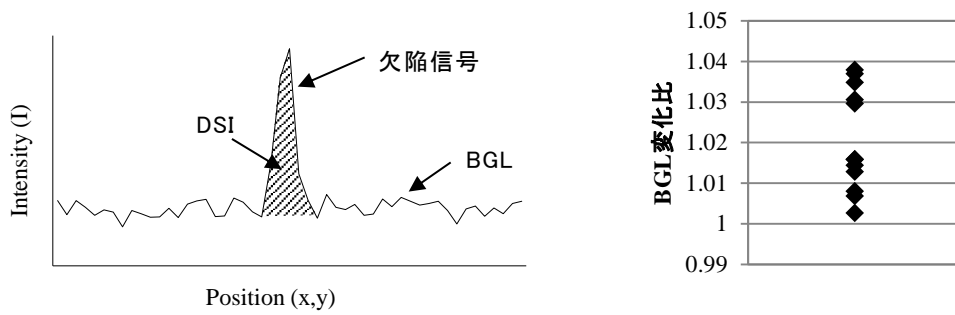 Intensity (I)
欠陥信号
DSI
BGL
Position (x,y)
BGL変化比
1.05
1.04
1.03
1.02
1.01
1
0.99